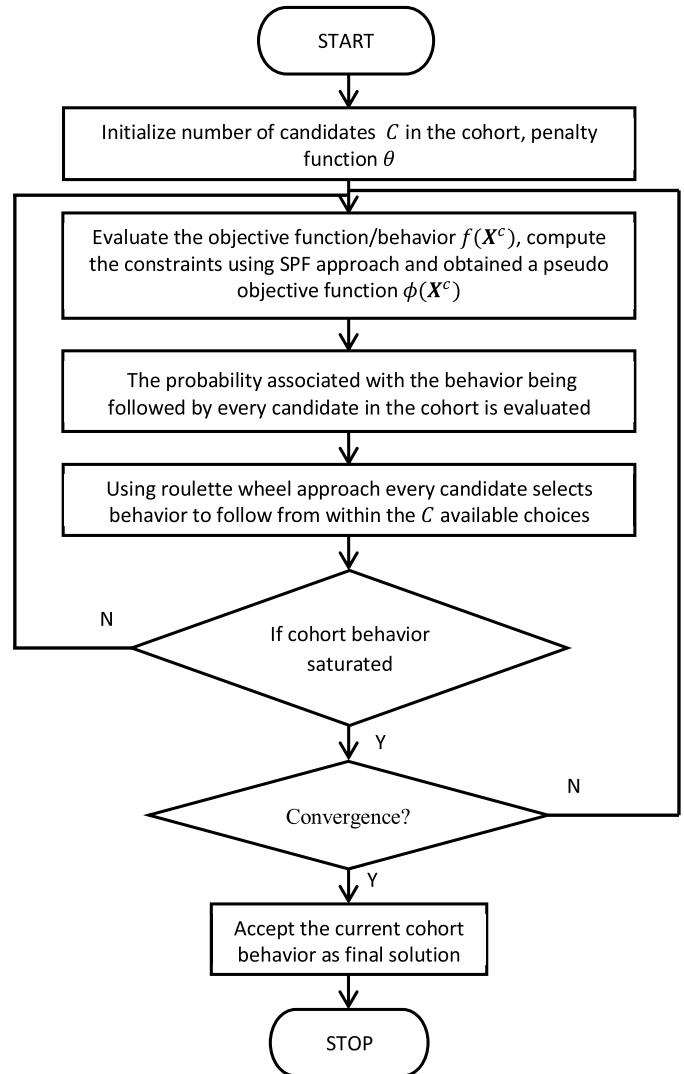 START
Initialize number of candidates C in the cohort, penalty
function θ
Evaluate the objective function/behavior f(Xᶜ), compute
the constraints using SPF approach and obtained a pseudo
objective function ϕ(Xᶜ)
The probability associated with the behavior being
followed by every candidate in the cohort is evaluated
Using roulette wheel approach every candidate selects
behavior to follow from within the C available choices
N
If cohort behavior
saturated
Y
N
Convergence?
Y
Accept the current cohort
behavior as final solution
STOP